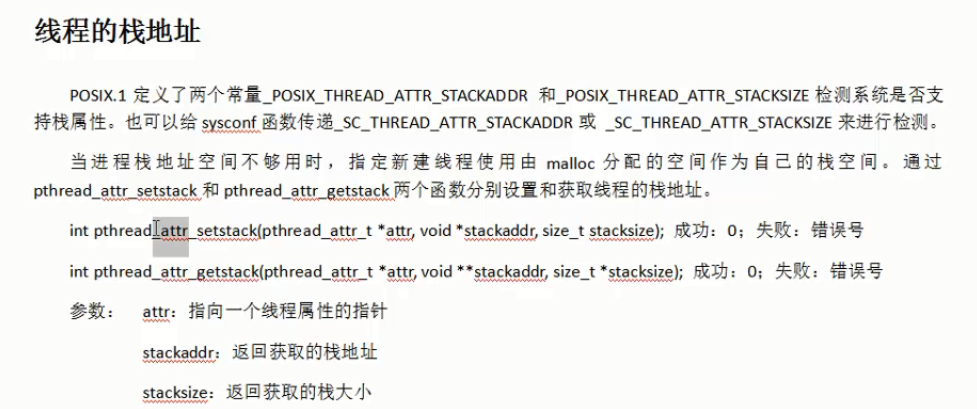 线程的栈地址
POSIX.1 定义了两个常量_POSIX_THREAD_ATTR_STACKADDR 和_POSIX_THREAD_ATTR_STACKSIZE 检测系统是否支
持栈属性。也可以给 sysconf 函数传递_SC_THREAD_ATTR_STACKADDR 或 _SC_THREAD_ATTR_STACKSIZE 来进行检测。
当进程栈地址空间不够用时，指定新建线程使用由 malloc 分配的空间作为自己的栈空间。通过
pthread_attr_setstack 和 pthread_attr_getstack 两个函数分别设置和获取线程的栈地址。
int pthread_attr_setstack(pthread_attr_t *attr, void *stackaddr, size_t stacksize); 成功：0；失败：错误号
int pthread_attr_getstack(pthread_attr_t *attr, void **stackaddr, size_t *stacksize); 成功：0；失败：错误号
参数： attr：指向一个线程属性的指针
stackaddr：返回获取的栈地址
stacksize：返回获取的栈大小